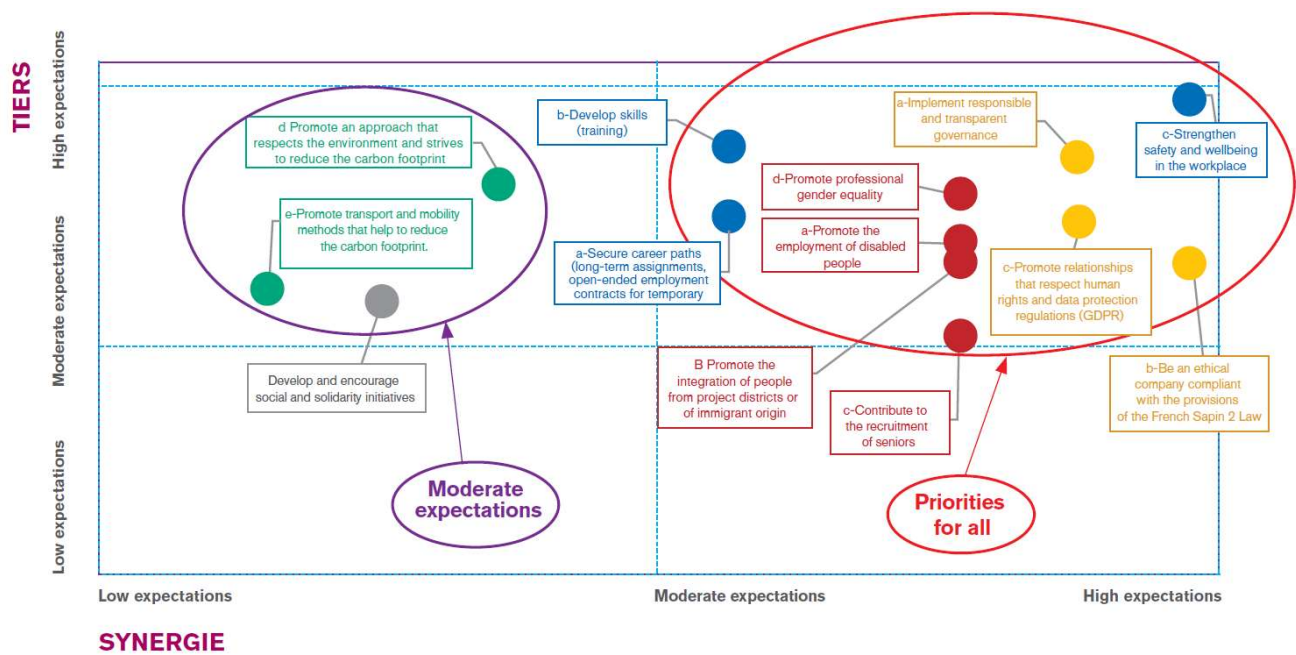 TIERS
High expectations
Moderate expectations
Low expectations
d Promote an approach that
respects the environment and strives
to reduce the carbon footprint
e-Promote transport and mobility
methods that help to reduce
the carbon footprint.
Develop and encourage
social and solidarity initiatives
Moderate
expectations
b-Develop skills
(training)
a-Secure career paths
(long-term assignments,
open-ended employment
contracts for temporary
a-Implement responsible
and transparent
governance
c-Strengthen
safety and wellbeing
in the workplace
d-Promote professional
gender equality
a-Promote the
employment of disabled
people
c-Promote relationships
that respect human
rights and data protection
regulations (GDPR)
B Promote the
integration of people
from project districts or
of immigrant origin
c-Contribute to
the recruitment
of seniors
b-Be an ethical
company compliant
with the provisions
of the French Sapin 2 Law
Priorities
for all
Low expectations
Moderate expectations
High expectations
SYNERGIE